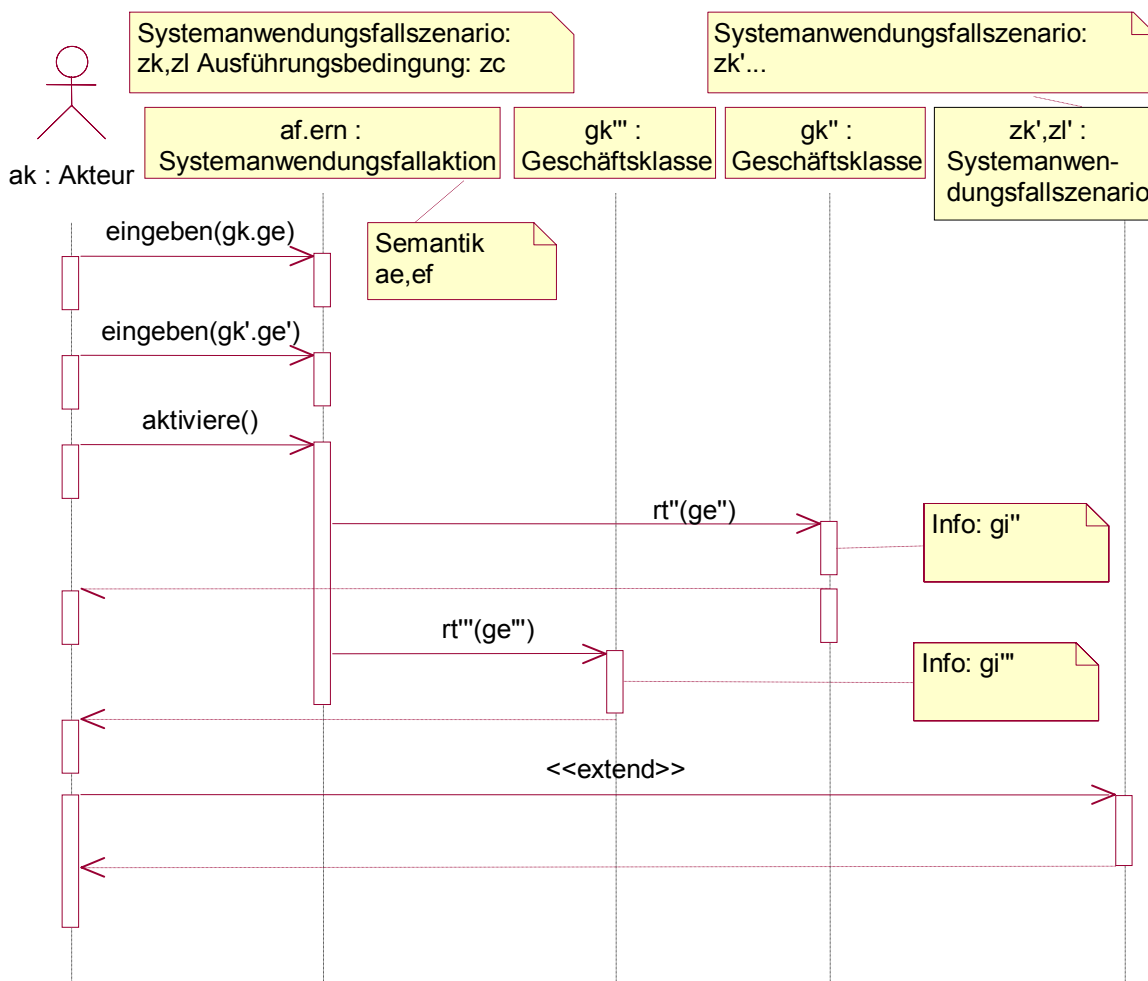 Systemanwendungsfallszenario:
zk,zl Ausführungsbedingung: zc
Systemanwendungsfallszenario:
zk'...
ak : Akteur
af.ern :
Systemanwendungsfallaktion
gk''' :
Geschäftsklasse
gk'' :
Geschäftsklasse
zk',zl' :
Systemanwen-
dungsfallszenario
eingeben(gk.ge)
Semantik
ae,ef
eingeben(gk'.ge')
aktiviere()
rt''(ge'')
Info: gi''
rt'''(ge''')
Info: gi'''
<<extend>>